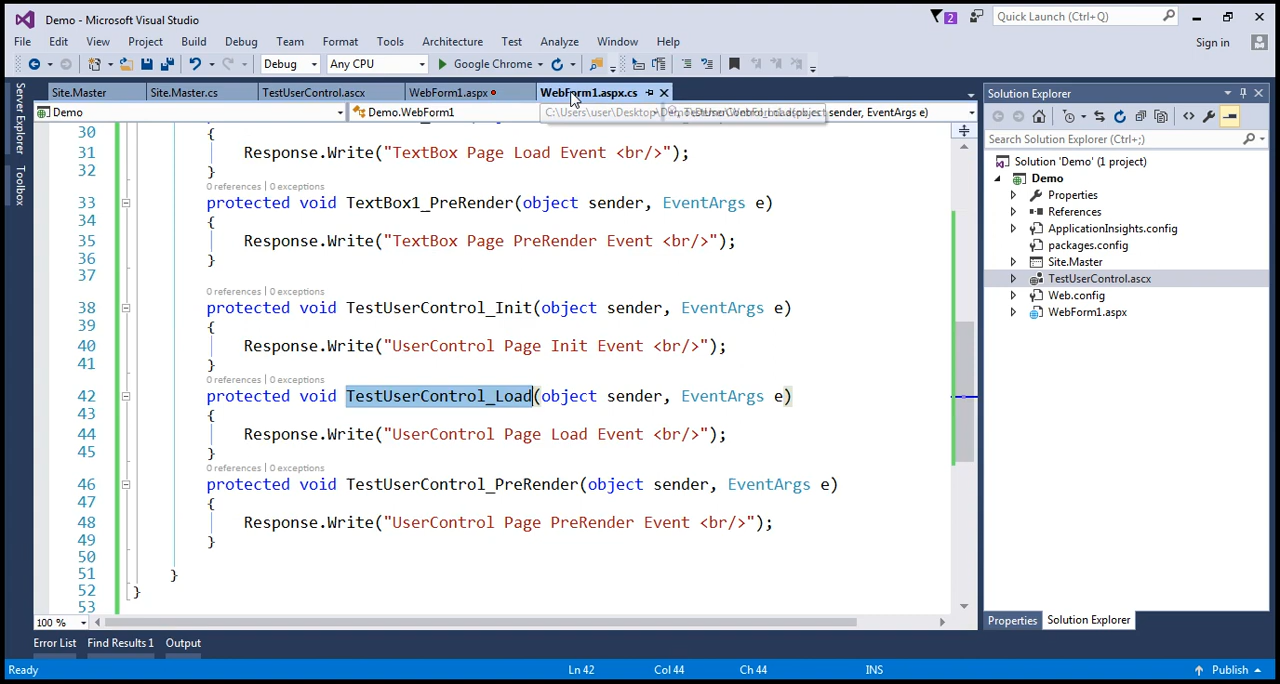 Demo - Microsoft Visual Studio
2
Quick Launch (Ctrl+Q)
File Edit View Project Build Debug Team Format Tools Architecture Test Analyze Window Help
Sign in
Debug Any CPU Google Chrome
Server Explorer
Toolbox
Site.Master Site.Master.cs TestUserControl.ascx WebForm1.aspx WebForm1.aspx.cs
Demo Demo.WebForm1 sender, EventArgs e)
C:\Users\user\Desktop\
30 {
31 Response.Write("TextBox Page Load Event <br/>");
32 }
0 references | 0 exceptions
33 protected void TextBox1_PreRender(object sender, EventArgs e)
34 {
35 Response.Write("TextBox Page PreRender Event <br/>");
36 }
37
0 references | 0 exceptions
38 protected void TestUserControl_Init(object sender, EventArgs e)
39 {
40 Response.Write("UserControl Page Init Event <br/>");
41 }
0 references | 0 exceptions
42 protected void TestUserControl_Load(object sender, EventArgs e)
43 {
44 Response.Write("UserControl Page Load Event <br/>");
45 }
0 references | 0 exceptions
46 protected void TestUserControl_PreRender(object sender, EventArgs e)
47 {
48 Response.Write("UserControl Page PreRender Event <br/>");
49 }
50
51 }
52 }
53
100 %
Solution Explorer
Search Solution Explorer (Ctrl+;)
Solution 'Demo' (1 project)
Demo
Properties
References
ApplicationInsights.config
packages.config
Site.Master
TestUserControl.ascx
Web.config
WebForm1.aspx
Properties Solution Explorer
Error List Find Results 1 Output
Ready Ln 42 Col 44 Ch 44 INS Publish